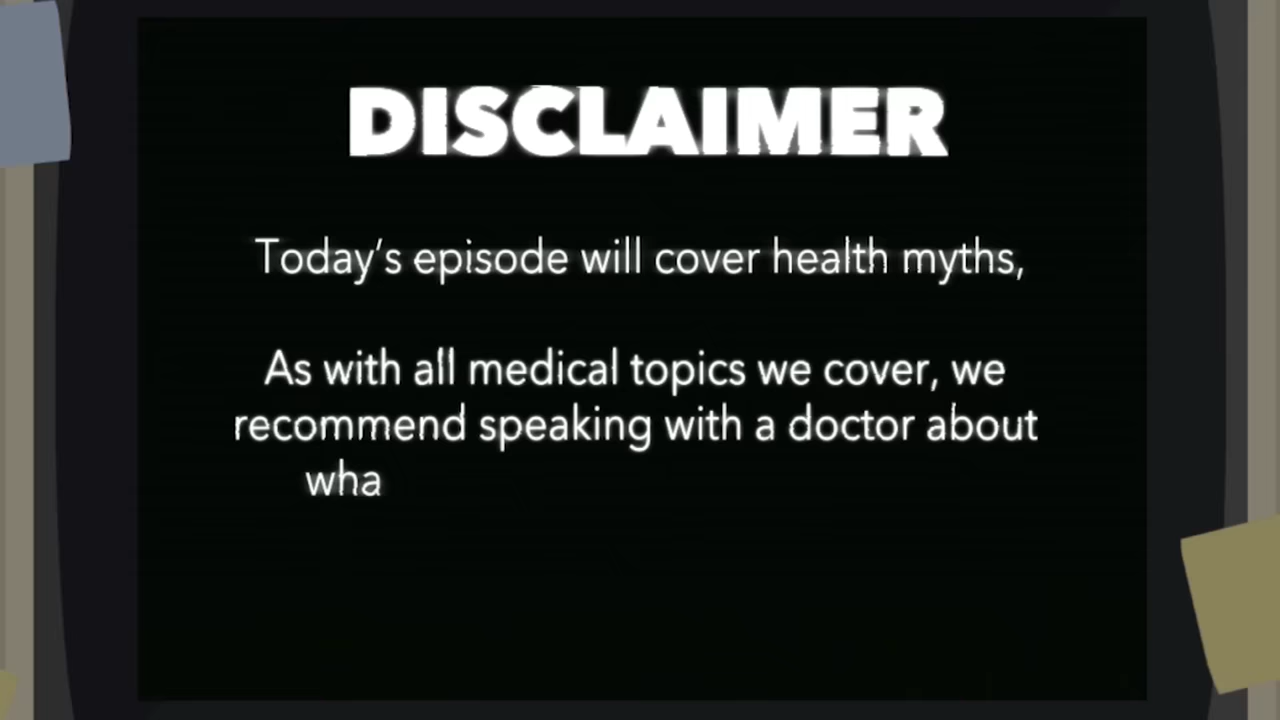 DISCLAIMER
Today’s episode will cover health myths,
As with all medical topics we cover, we
recommend speaking with a doctor about
wha